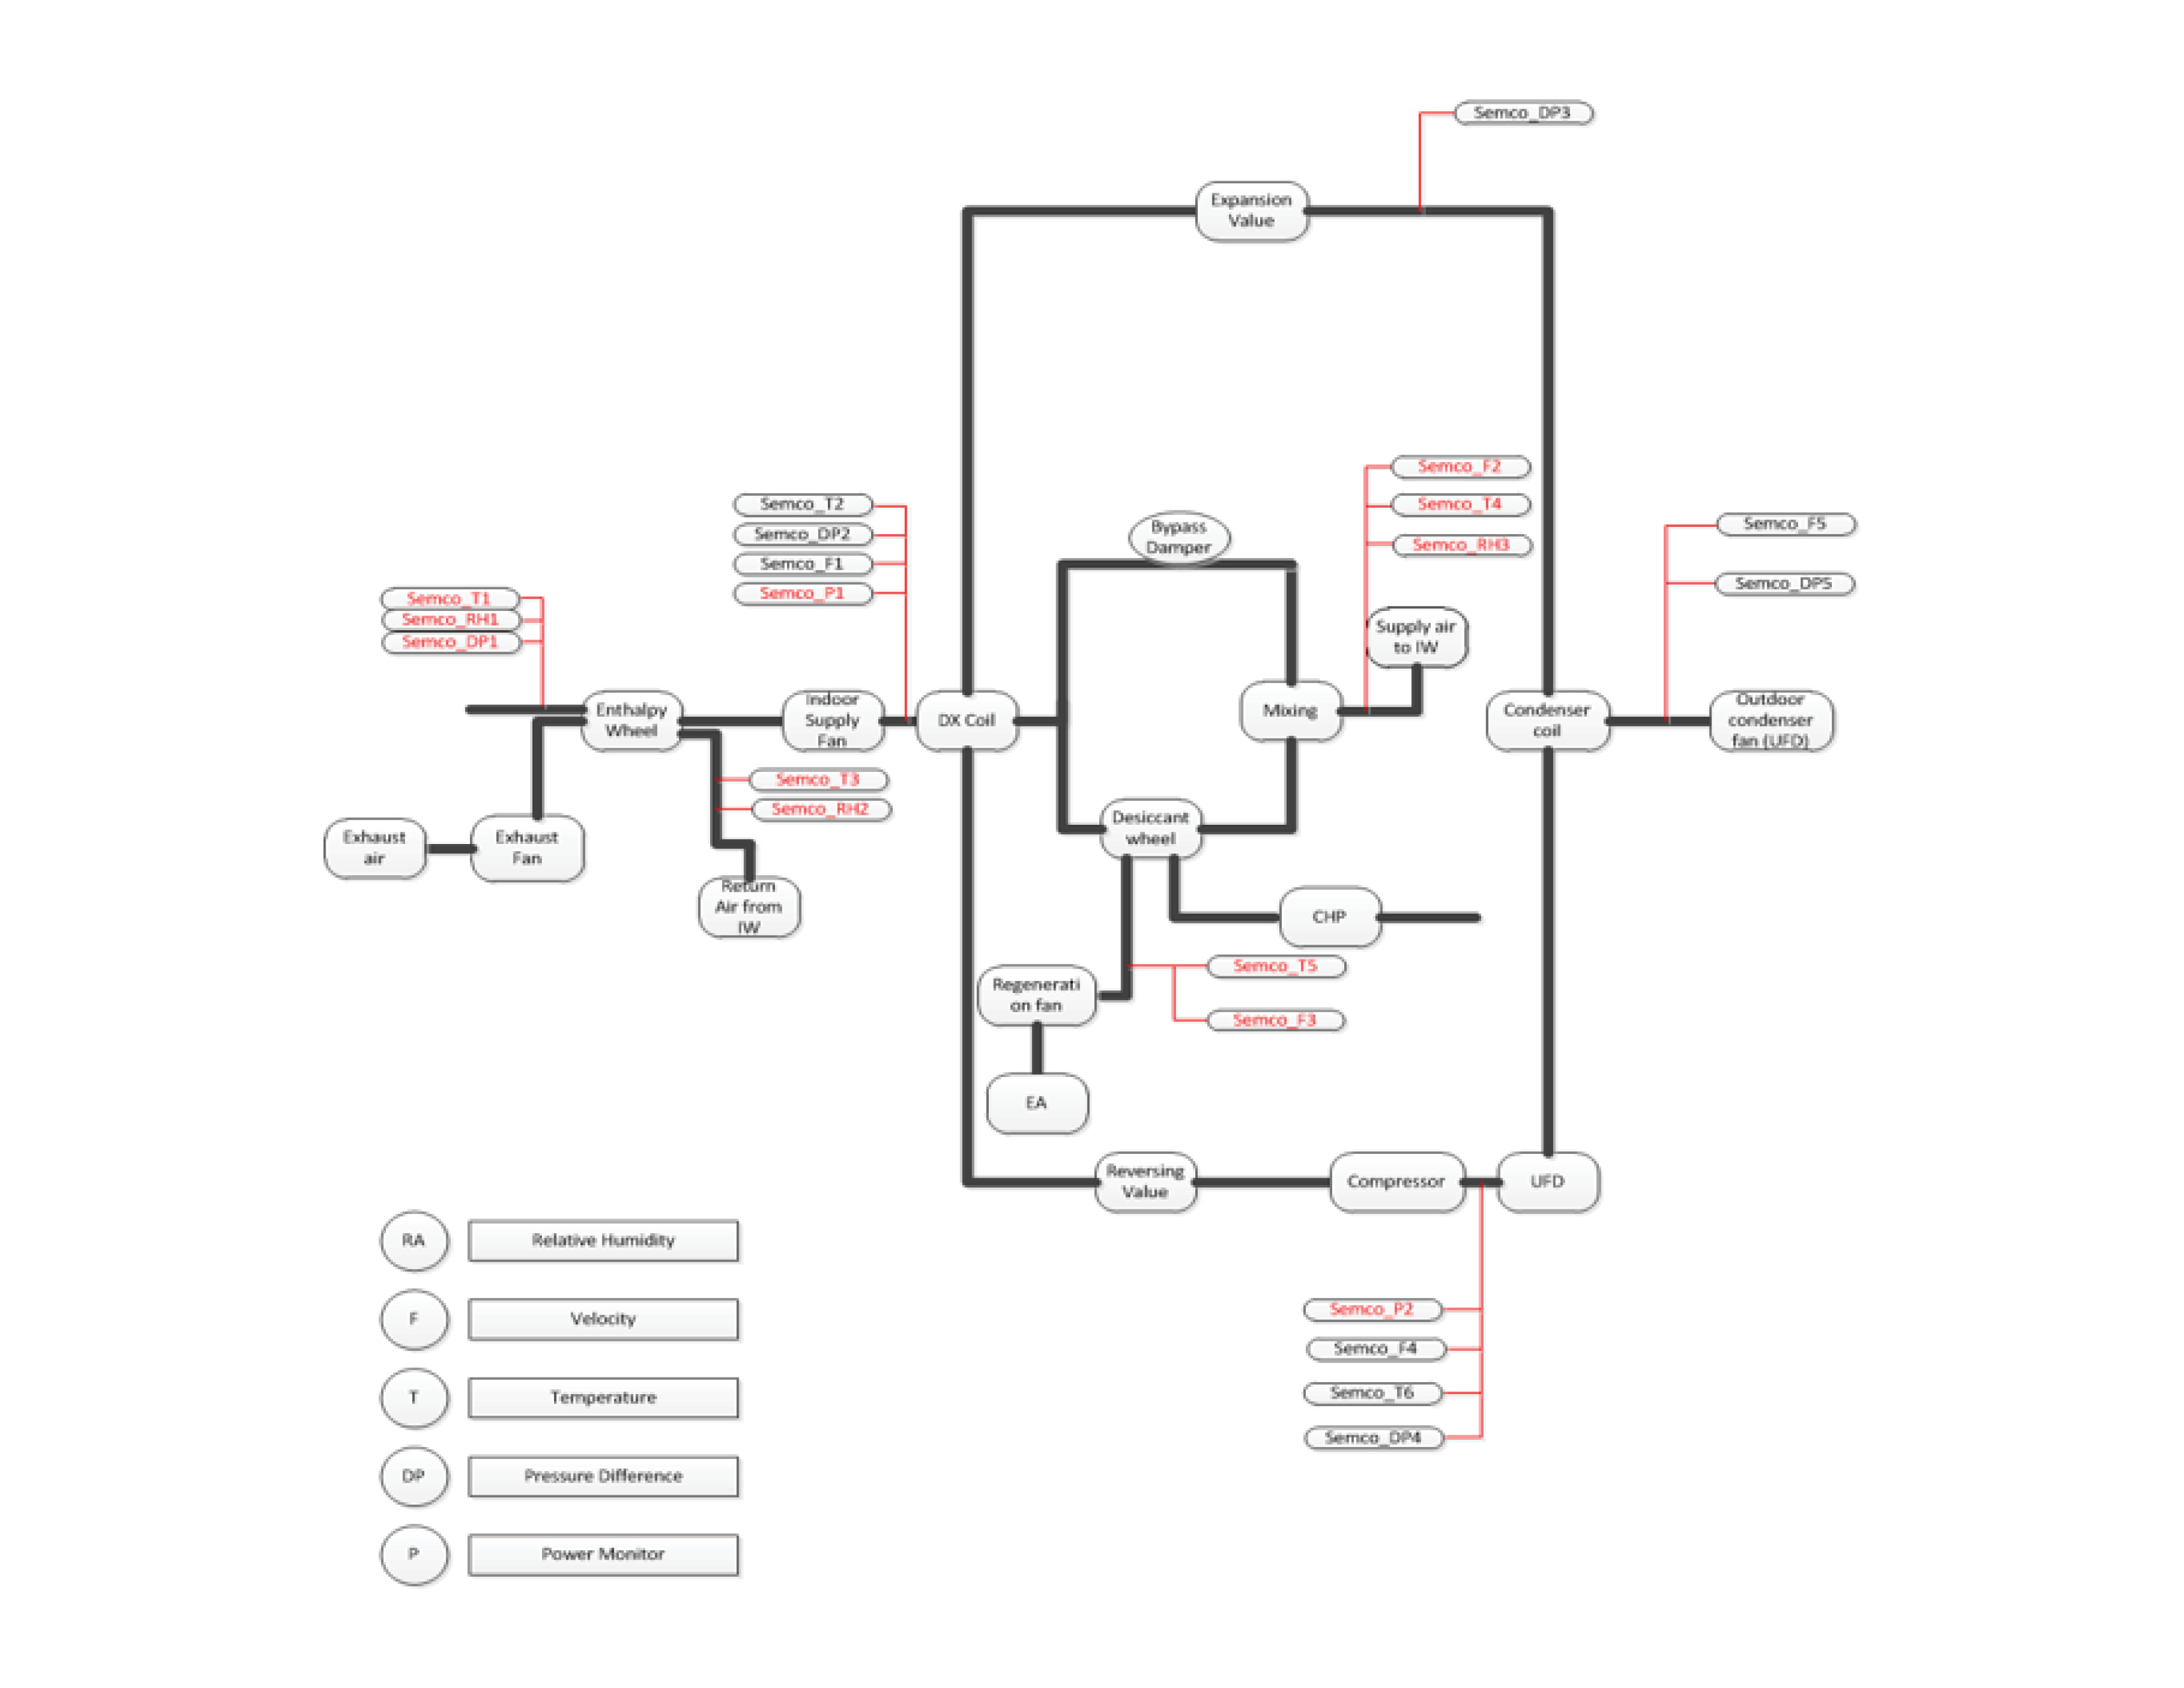 Semco_DP3
Expansion
Value
Semco_F2
Semco_T4
Semco_RH3
Semco_T2
Semco_DP2
Semco_F1
Semco_P1
Bypass
Damper
Semco_F5
Semco_DP5
Semco_T1
Semco_RH1
Semco_DP1
Supply air
to IW
Enthalpy
Wheel
Indoor
Supply
Fan
DX Coil
Mixing
Condenser
coil
Outdoor
condenser
fan (UFD)
Semco_T3
Semco_RH2
Exhaust
air
Exhaust
Fan
Desiccant
wheel
Return
Air from
IW
CHP
Semco_T5
Regenerati
on fan
Semco_F3
EA
Reversing
Value
Compressor
UFD
RA
Relative Humidity
F
Velocity
T
Temperature
DP
Pressure Difference
P
Power Monitor
Semco_P2
Semco_F4
Semco_T6
Semco_DP4